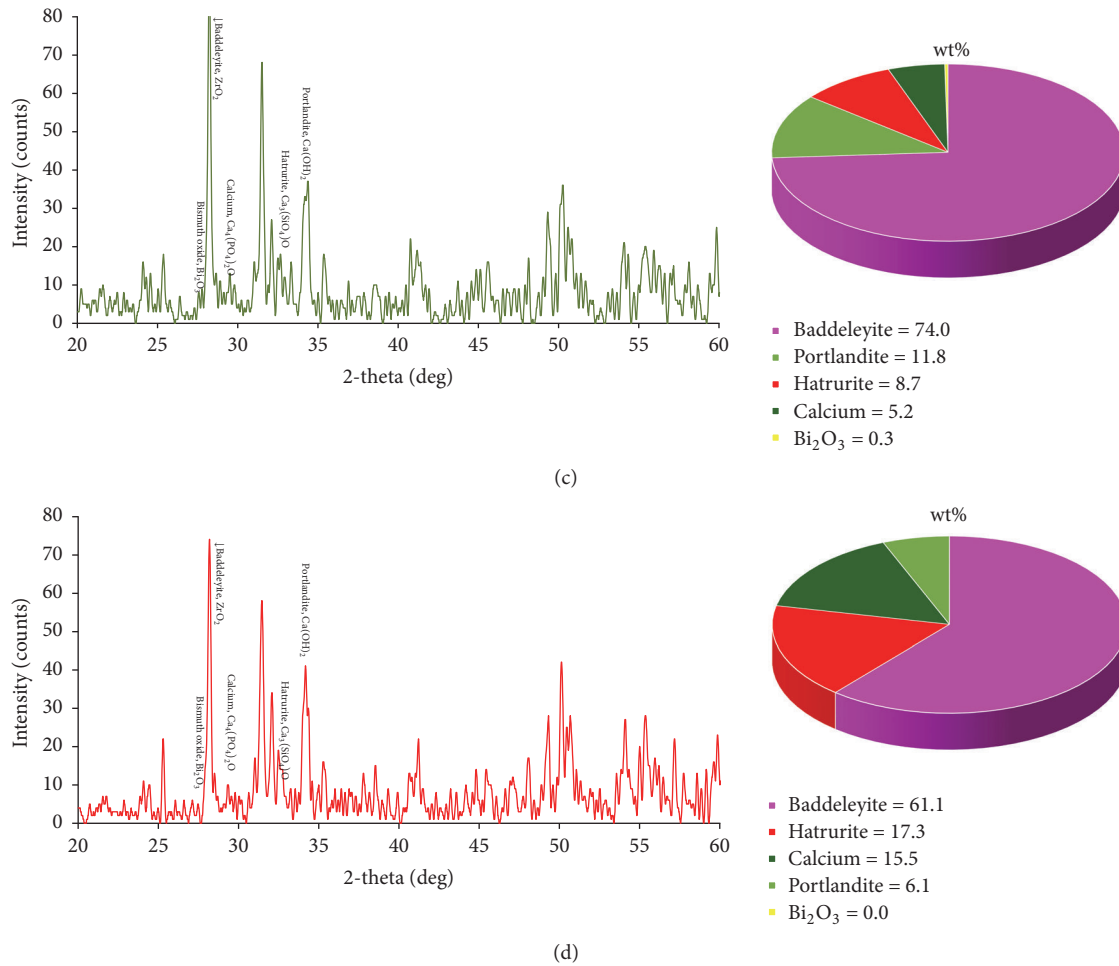 80
70
60
50
40
30
20
10
0
Intensity (counts)
Bismuth oxide, Bi₂O₃
↓Baddeleyite, ZrO₂
Calcium, Ca₄(PO₄)₂O
Hatrurite, Ca₃(SiO₄)O
Portlandite, Ca(OH)₂
20 25 30 35 40 45 50 55 60
2-theta (deg)
wt%
Baddeleyite = 74.0
Portlandite = 11.8
Hatrurite = 8.7
Calcium = 5.2
Bi₂O₃ = 0.3
(c)
80
70
60
50
40
30
20
10
0
Intensity (counts)
Bismuth oxide, Bi₂O₃
↓Baddeleyite, ZrO₂
Calcium, Ca₄(PO₄)₂O
Hatrurite, Ca₃(SiO₄)O
Portlandite, Ca(OH)₂
20 25 30 35 40 45 50 55 60
2-theta (deg)
wt%
Baddeleyite = 61.1
Hatrurite = 17.3
Calcium = 15.5
Portlandite = 6.1
Bi₂O₃ = 0.0
(d)